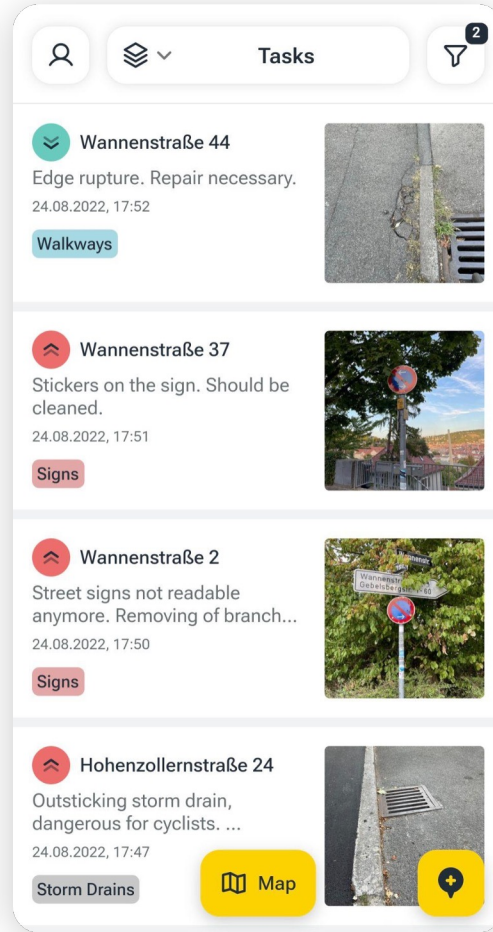 2
Tasks
Wannenstraße 44
Edge rupture. Repair necessary.
24.08.2022, 17:52
Walkways
Wannenstraße 37
Stickers on the sign. Should be
cleaned.
24.08.2022, 17:51
Signs
Wannenstraße 2
Street signs not readable
anymore. Removing of branch...
24.08.2022, 17:50
Signs
Wannenstr
Gebelsbergst
60
Hohenzollernstraße 24
Outsticking storm drain,
dangerous for cyclists. ...
24.08.2022, 17:47
Storm Drains
Map